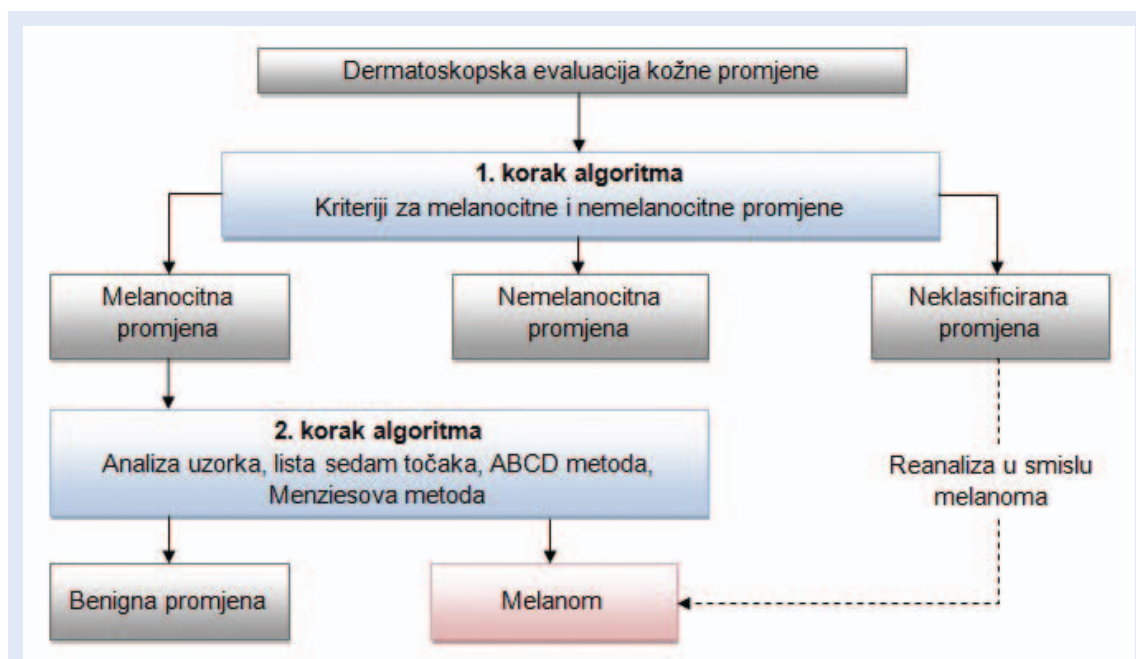 Dermatoskopska evaluacija kožne promjene
1. korak algoritma
Kriteriji za melanocitne i nemelanocitne promjene
Melanocitna
promjena
Nemelanocitna
promjena
Neklasificirana
promjena
2. korak algoritma
Analiza uzorka, lista sedam točaka, ABCD metoda,
Menziesova metoda
Reanaliza u smislu
melanoma
Benigna promjena
Melanom